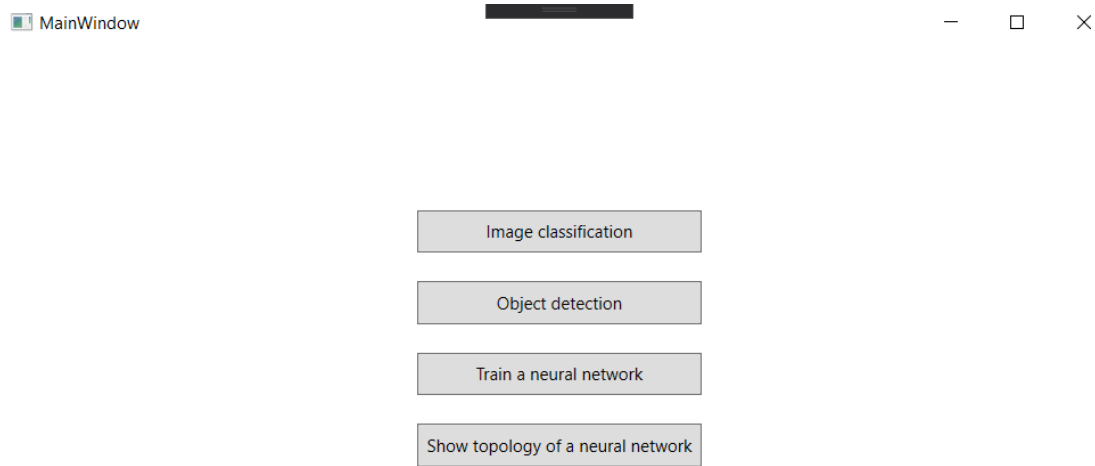 MainWindow
Image classification
Object detection
Train a neural network
Show topology of a neural network